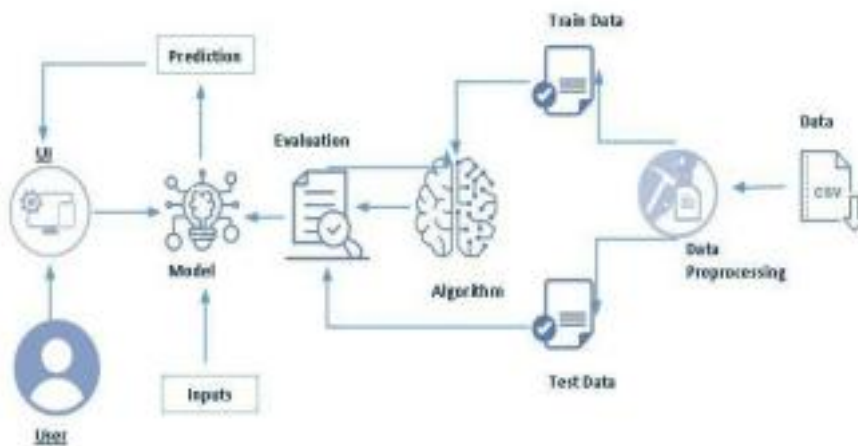 Train Data
Prediction
Data
Evaluation
UI
CSV
Model
Algorithm
Data
Preprocessing
Inputs
Test Data
User